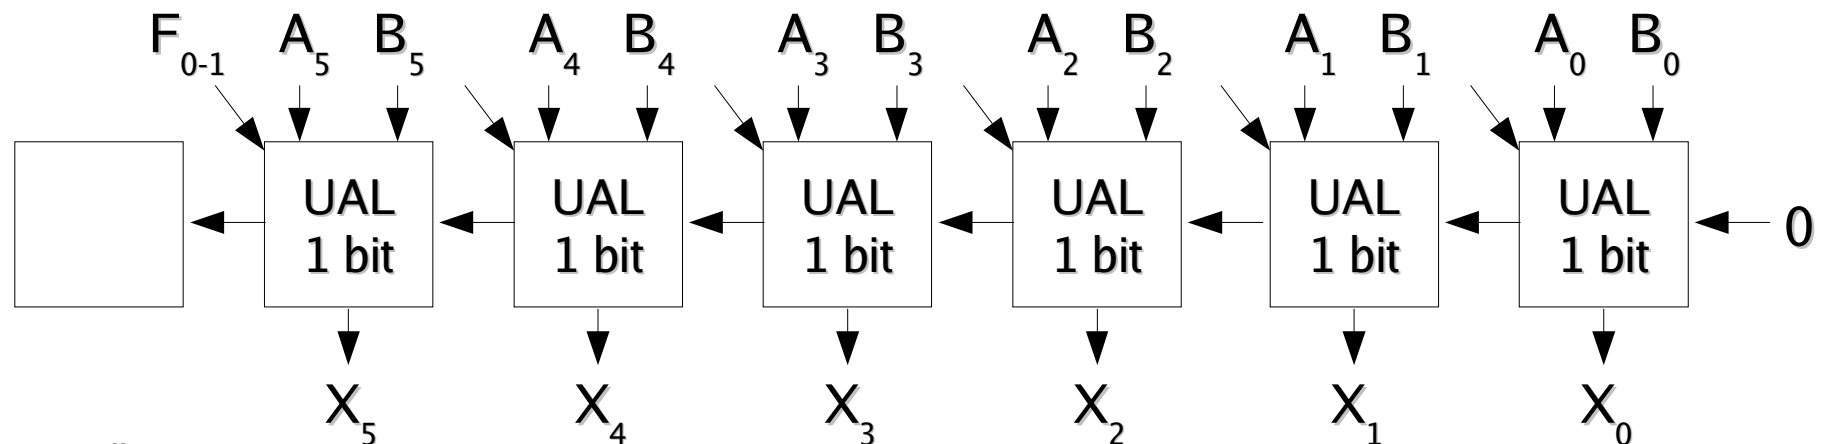 F0-1 A5 B5 A4 B4 A3 B3 A2 B2 A1 B1 A0 B0
UAL UAL UAL UAL UAL UAL
1 bit 1 bit 1 bit 1 bit 1 bit 1 bit
0
X5 X4 X3 X2 X1 X0